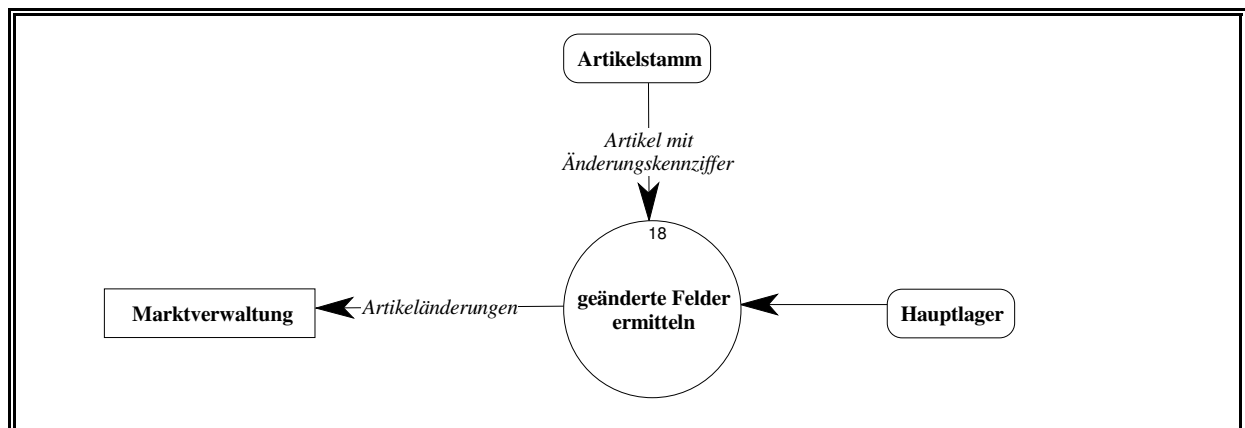 Artikelstamm
Artikel mit
Änderungskennziffer
18
geänderte Felder
ermitteln
Marktverwaltung
Artikeländerungen
Hauptlager